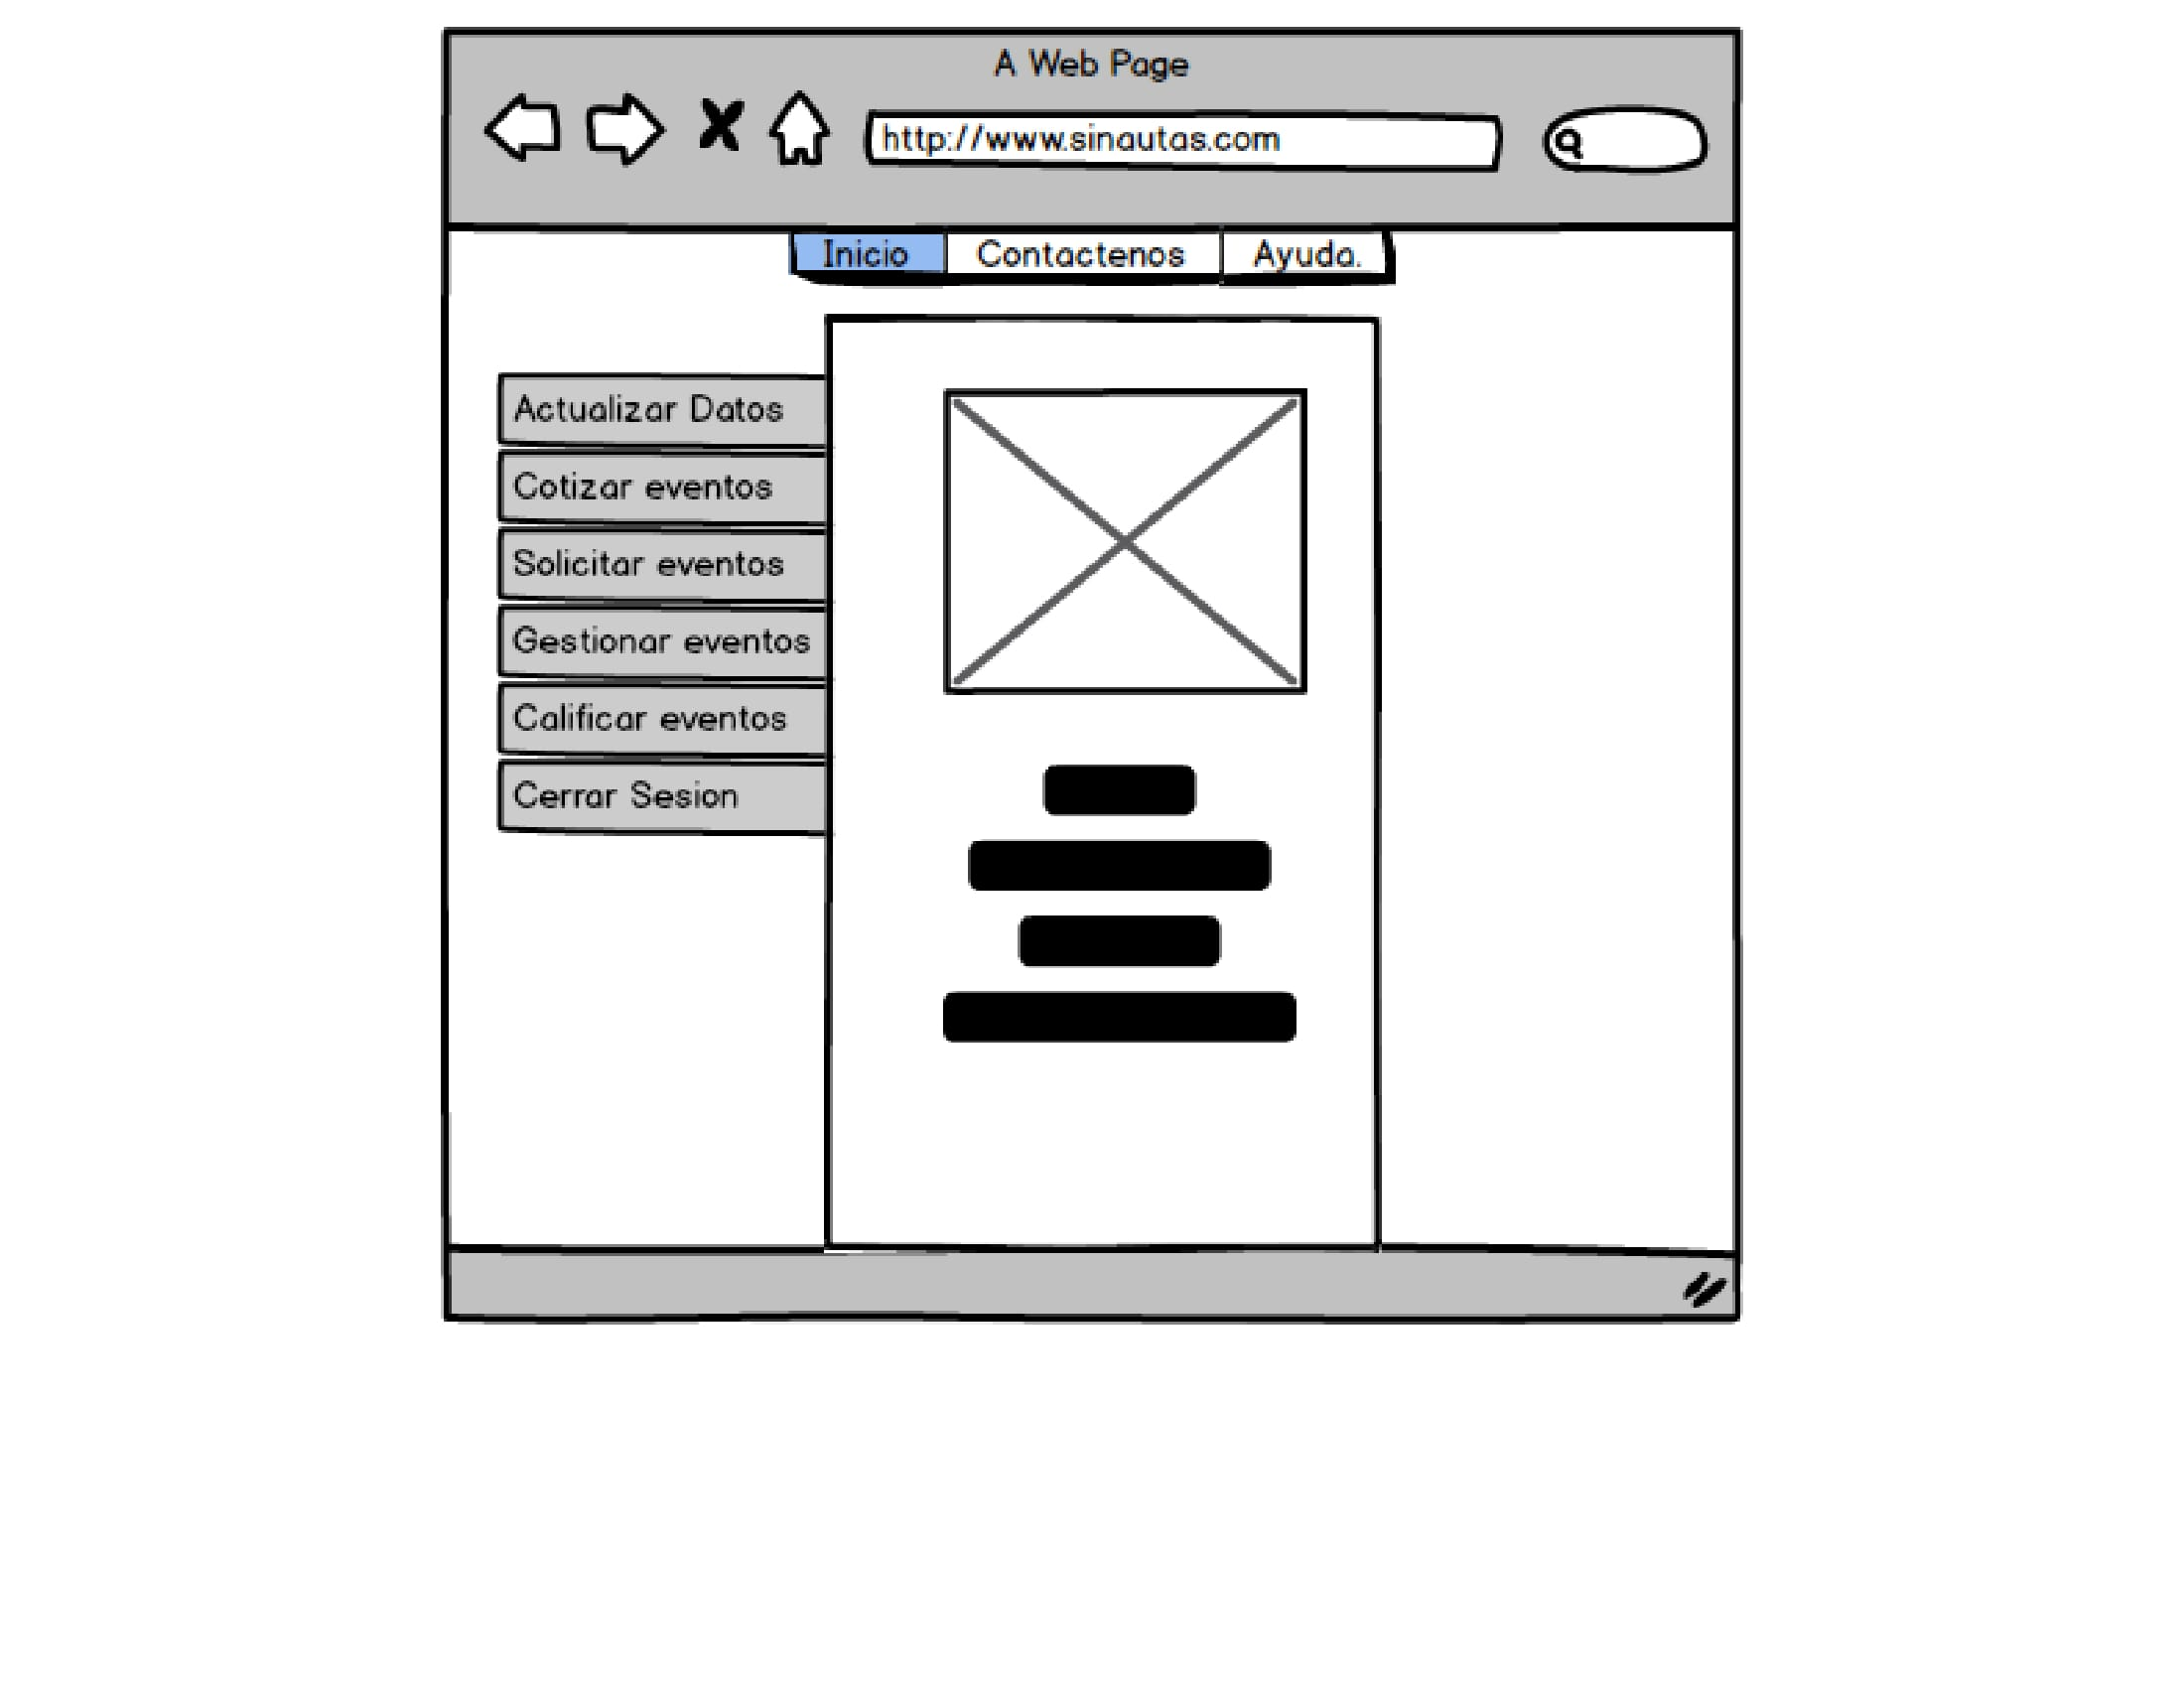 A Web Page
http://www.sinautas.com
Inicio Contactenos Ayuda.
Actualizar Datos
Cotizar eventos
Solicitar eventos
Gestionar eventos
Calificar eventos
Cerrar Sesion